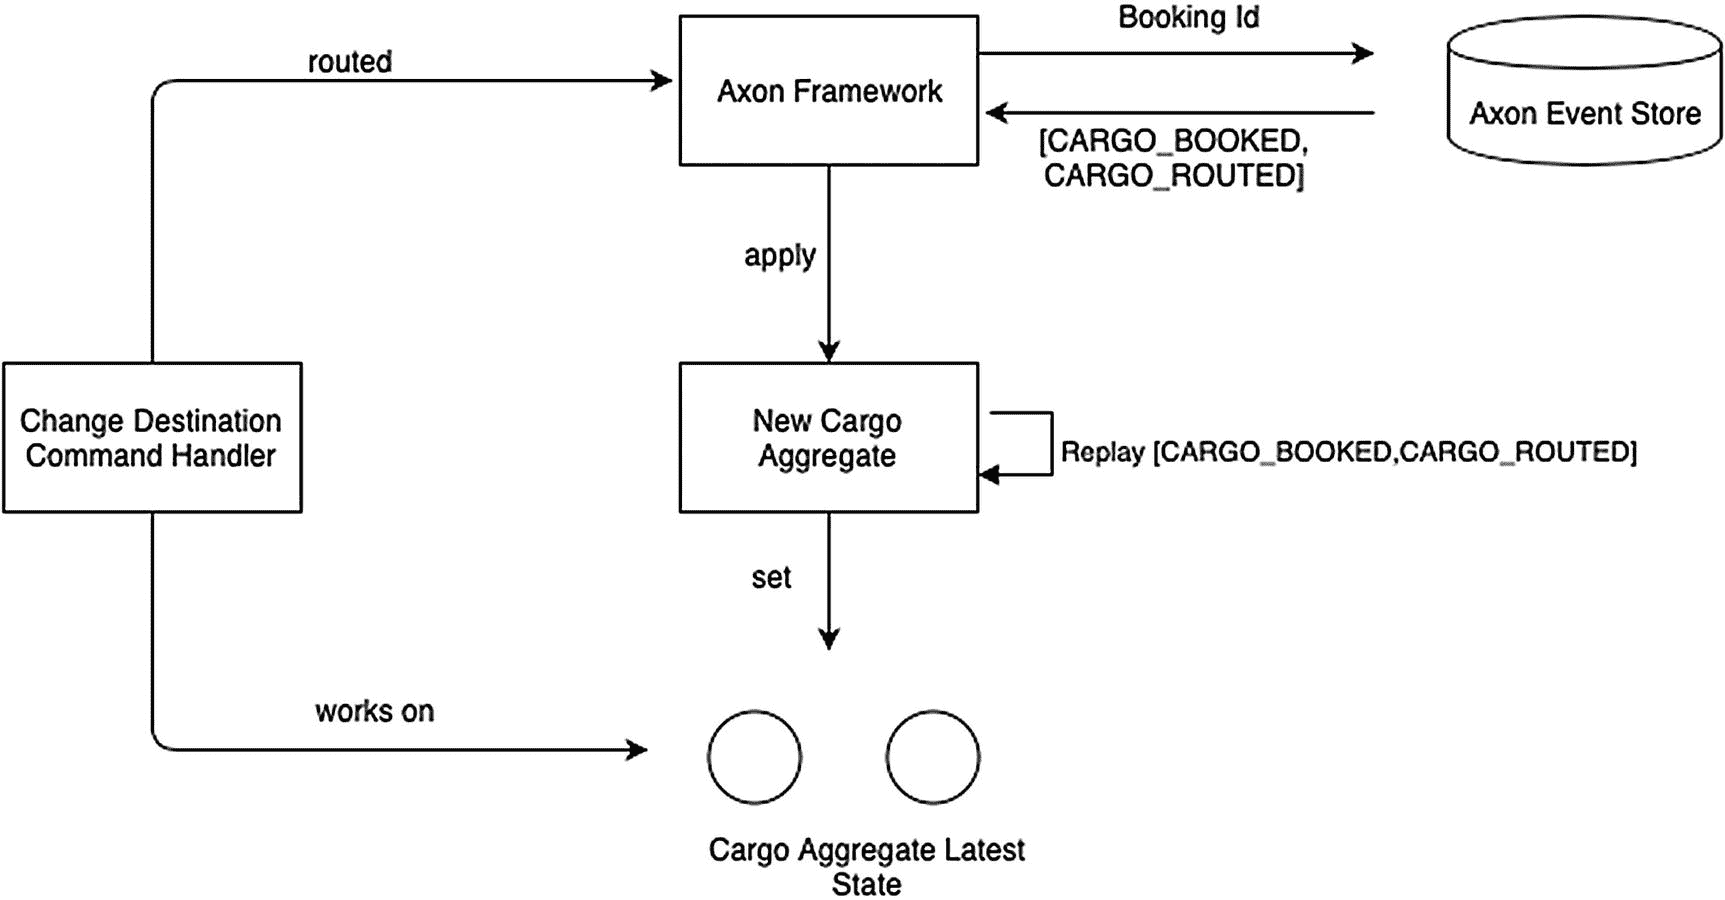 Booking Id
routed
Axon Framework
Axon Event Store
[CARGO_BOOKED,
CARGO_ROUTED]
apply
Change Destination
Command Handler
New Cargo
Aggregate
Replay [CARGO_BOOKED,CARGO_ROUTED]
set
works on
Cargo Aggregate Latest
State